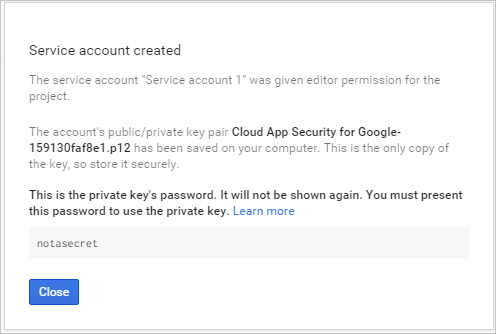 Service account created
The service account "Service account 1" was given editor permission for the
project.
The account's public/private key pair Cloud App Security for Google-
159130faf8e1.p12 has been saved on your computer. This is the only copy of
the key, so store it securely.
This is the private key's password. It will not be shown again. You must present
this password to use the private key. Learn more
notasecret
Close